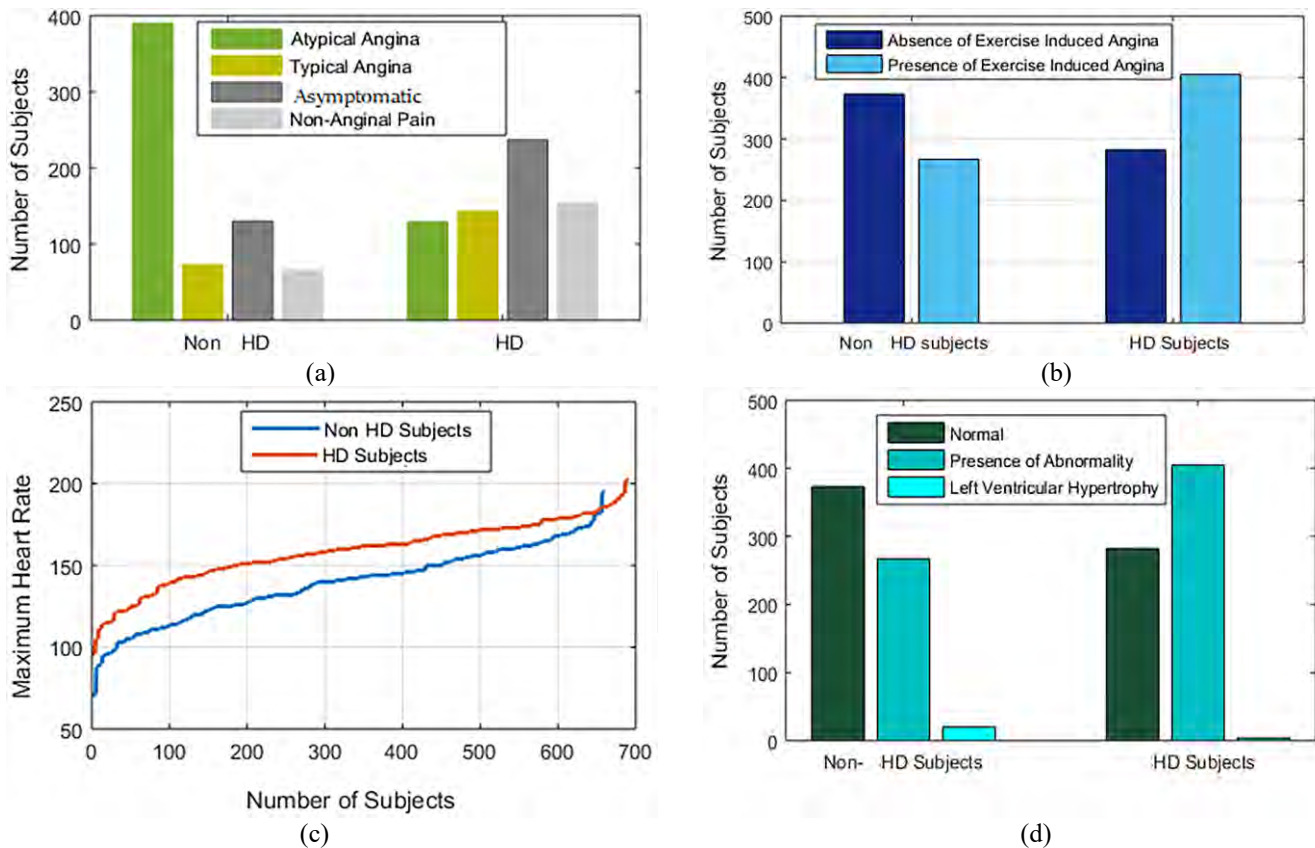 400
300
200
100
0
Number of Subjects
Atypical Angina
Typical Angina
Asymptomatic
Non-Anginal Pain
Non HD
HD
(a)
500
400
300
200
100
0
Number of Subjects
Absence of Exercise Induced Angina
Presence of Exercise Induced Angina
Non HD subjects
HD Subjects
(b)
250
200
150
100
50
Maximum Heart Rate
Non HD Subjects
HD Subjects
0 100 200 300 400 500 600 700
Number of Subjects
(c)
500
400
300
200
100
0
Number of Subjects
Normal
Presence of Abnormality
Left Ventricular Hypertrophy
Non- HD Subjects
HD Subjects
(d)